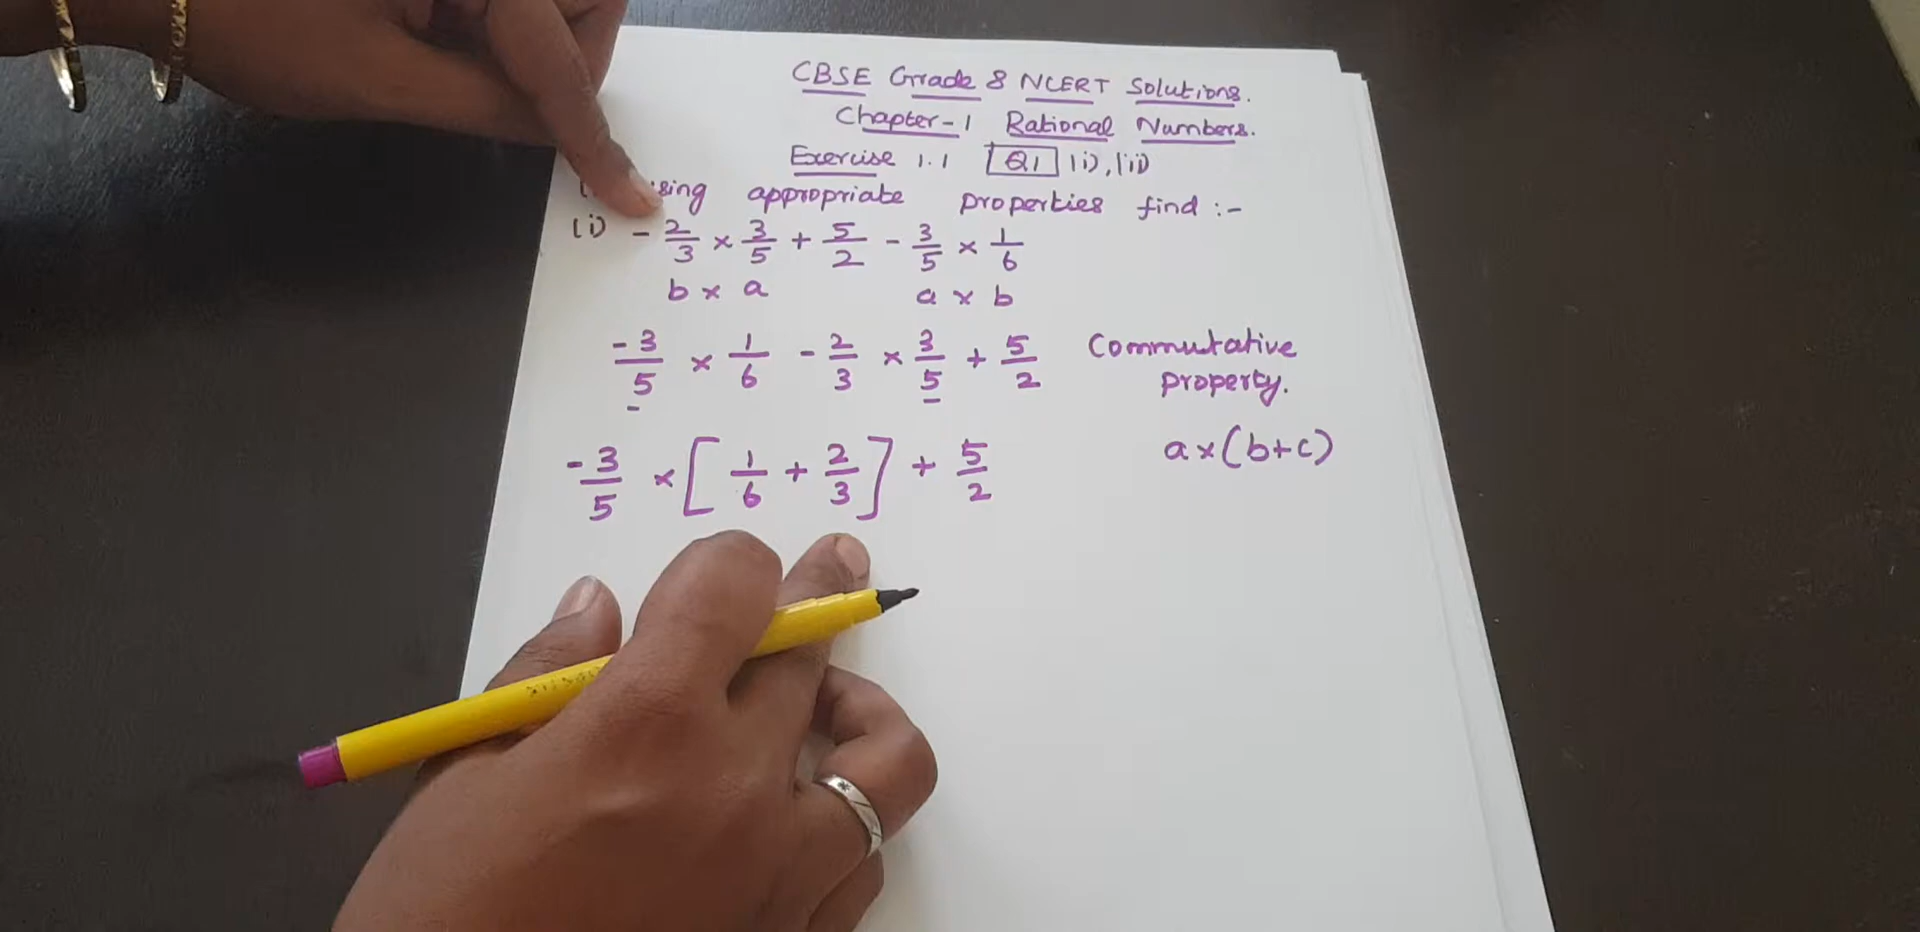 CBSE Grade 8 NCERT Solutions.
Chapter-1 Rational Numbers.
Exercise 1.1 Q1 (i), (ii)
appropriate properties find :-
(i) - 2/3 × 3/5 + 5/2 - 3/5 × 1/6
b × a a × b
-3/5 × 1/6 - 2/3 × 3/5 + 5/2 Commutative
property.
-3/5 × [ 1/6 + 2/3 ] + 5/2 a × (b+c)